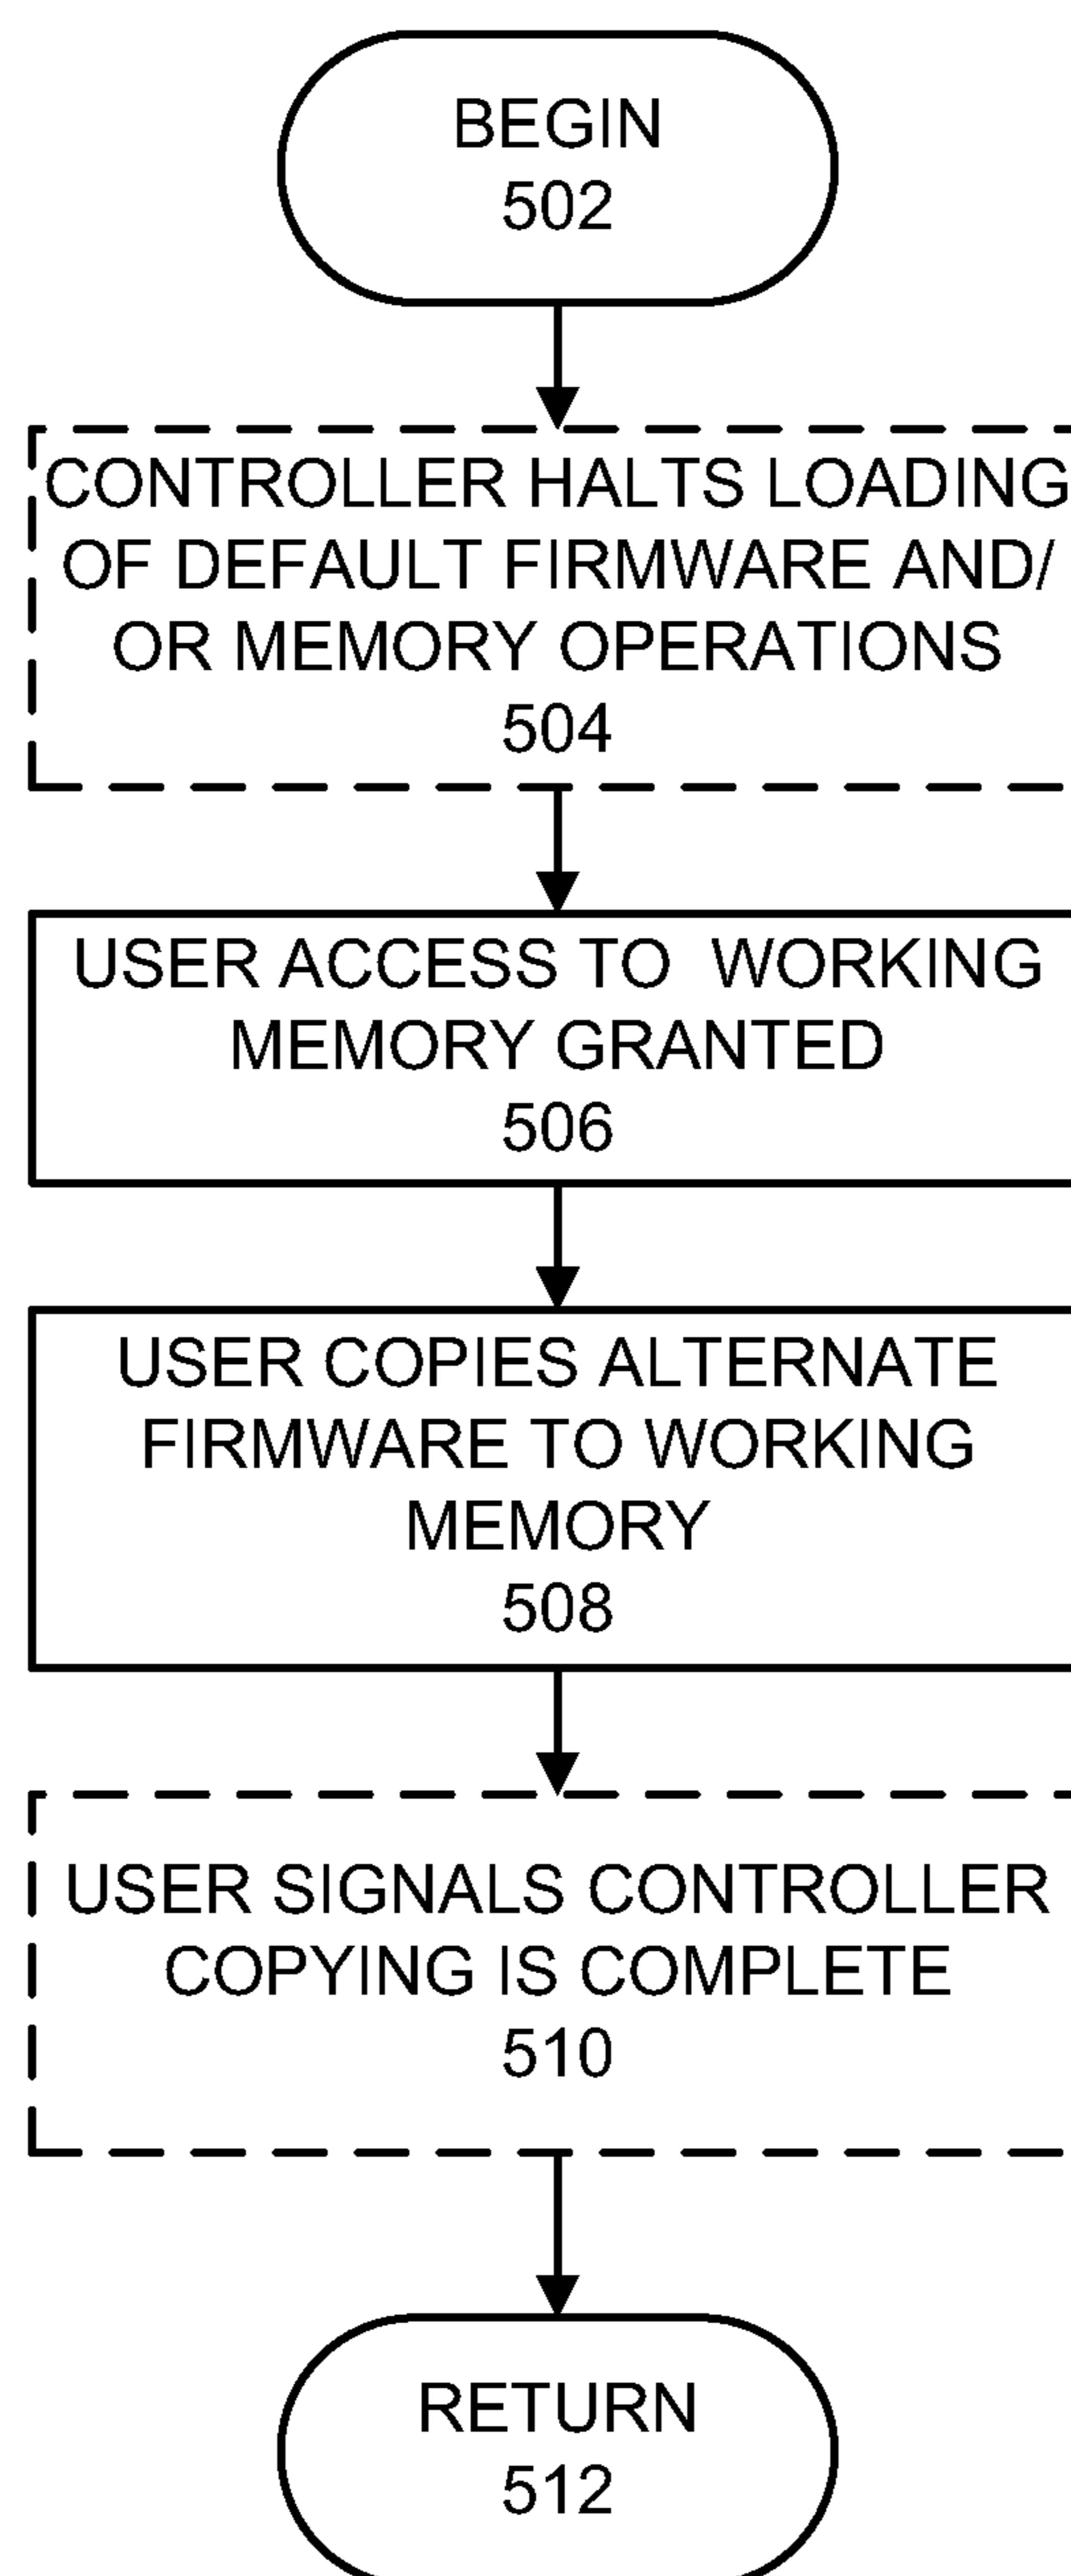 BEGIN
502
CONTROLLER HALTS LOADING
OF DEFAULT FIRMWARE AND/
OR MEMORY OPERATIONS
504
USER ACCESS TO WORKING
MEMORY GRANTED
506
USER COPIES ALTERNATE
FIRMWARE TO WORKING
MEMORY
508
USER SIGNALS CONTROLLER
COPYING IS COMPLETE
510
RETURN
512